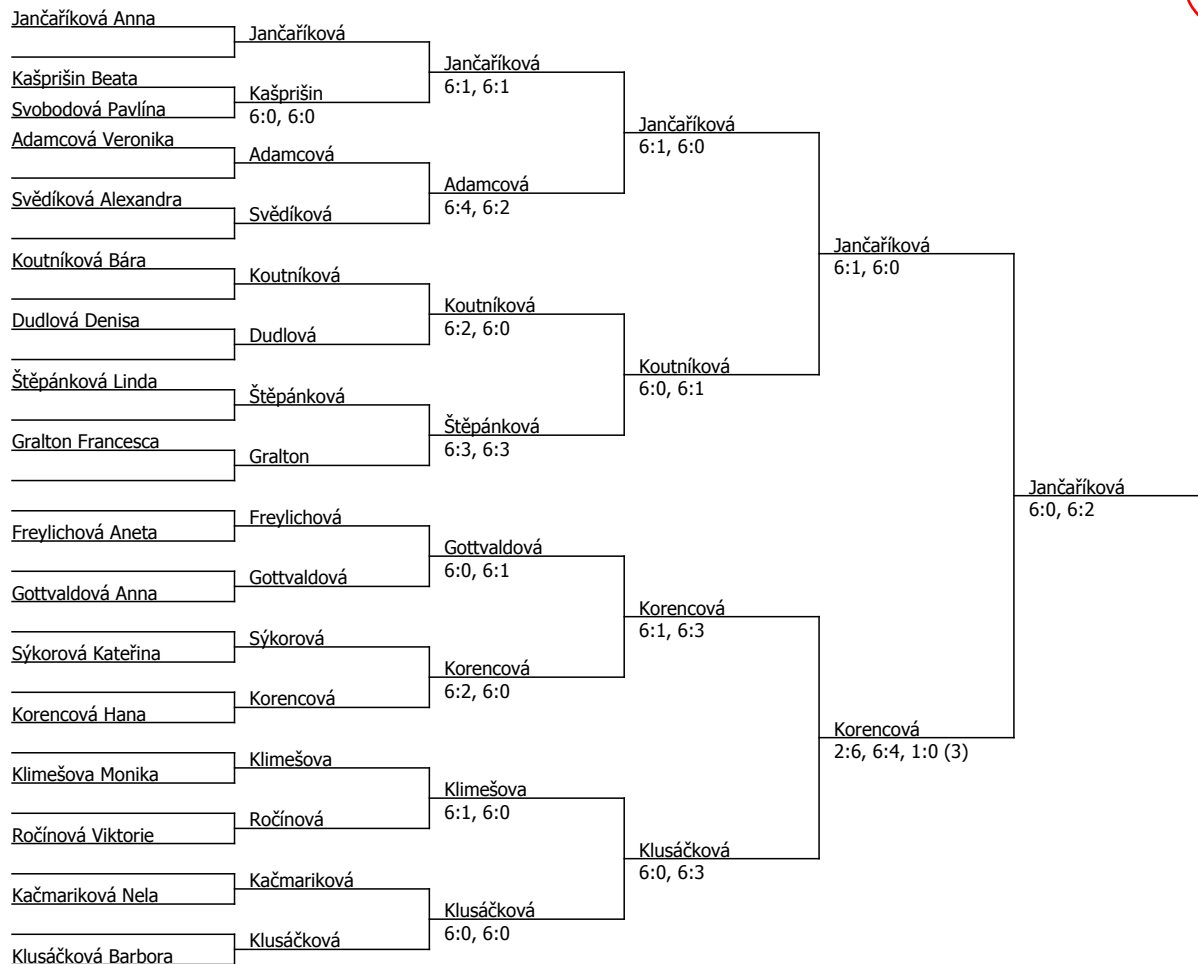 Jančaříková Anna
Jančaříková
Jančaříková
6:1, 6:1
Kašprišin Beata
Kašprišin
6:0, 6:0
Svobodová Pavlína
Jančaříková
6:1, 6:0
Adamcová Veronika
Adamcová
Adamcová
6:4, 6:2
Svědíková Alexandra
Svědíková
Jančaříková
6:1, 6:0
Koutníková Bára
Koutníková
Koutníková
6:2, 6:0
Dudlová Denisa
Dudlová
Koutníková
6:0, 6:1
Štěpánková Linda
Štěpánková
Štěpánková
6:3, 6:3
Gralton Francesca
Gralton
Jančaříková
6:0, 6:2
Freylichová
Freylichová Aneta
Gottvaldová
6:0, 6:1
Gottvaldová
Gottvaldová Anna
Korencová
6:1, 6:3
Sýkorová
Sýkorová Kateřina
Korencová
6:2, 6:0
Korencová
Korencová Hana
Korencová
2:6, 6:4, 1:0 (3)
Klimešova
Klimešova Monika
Klimešova
6:1, 6:0
Ročínová
Ročínová Viktorie
Klusáčková
6:0, 6:3
Kačmariková
Kačmariková Nela
Klusáčková
6:0, 6:0
Klusáčková
Klusáčková Barbora